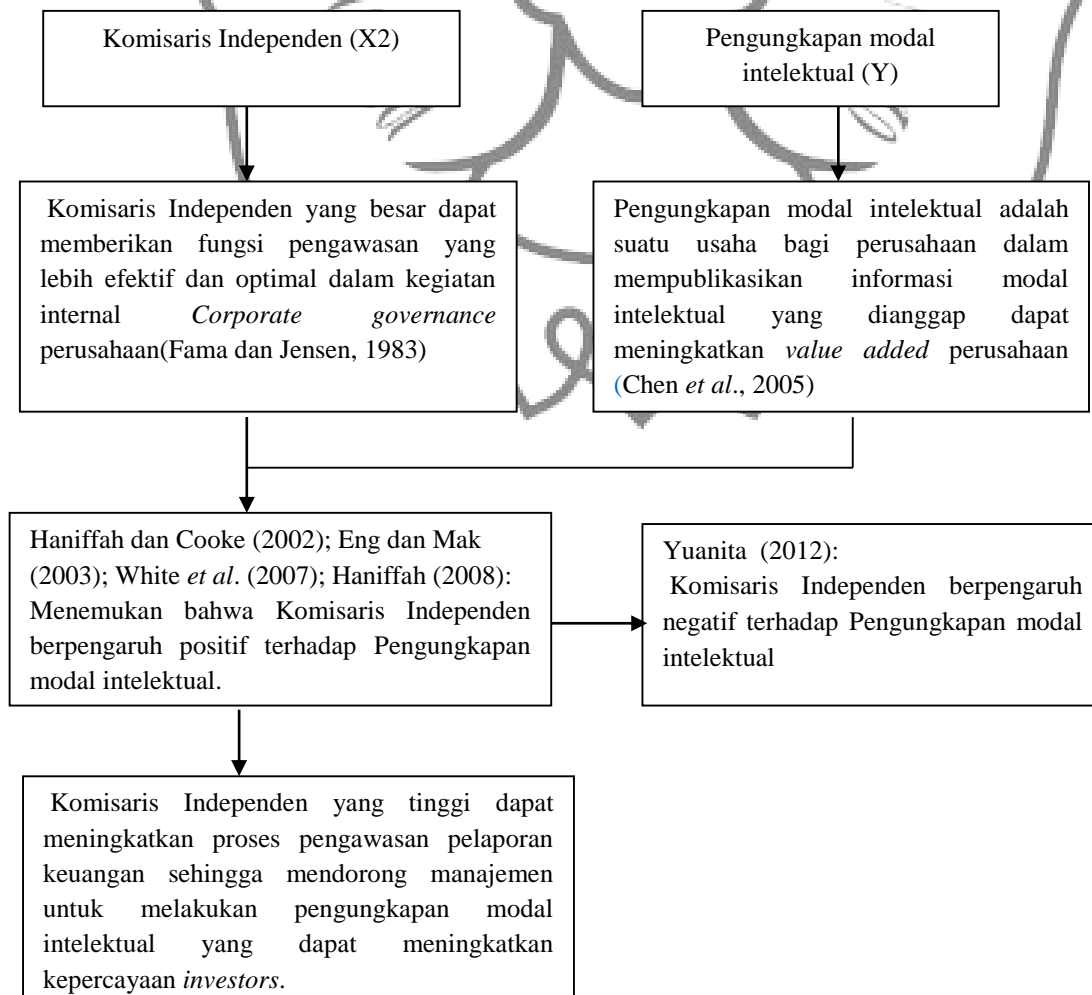 Komisaris Independen (X2)
Pengungkapan modal
intelektual (Y)
Komisaris Independen yang besar dapat
memberikan fungsi pengawasan yang
lebih efektif dan optimal dalam kegiatan
internal Corporate governance
perusahaan(Fama dan Jensen, 1983)
Pengungkapan modal intelektual adalah
suatu usaha bagi perusahaan dalam
mempublikasikan informasi modal
intelektual yang dianggap dapat
meningkatkan value added perusahaan
(Chen et al., 2005)
Haniffah dan Cooke (2002); Eng dan Mak
(2003); White et al. (2007); Haniffah (2008):
Menemukan bahwa Komisaris Independen
berpengaruh positif terhadap Pengungkapan
modal intelektual.
Yuanita (2012):
Komisaris Independen berpengaruh
negatif terhadap Pengungkapan modal
intelektual
Komisaris Independen yang tinggi dapat
meningkatkan proses pengawasan pelaporan
keuangan sehingga mendorong manajemen
untuk melakukan pengungkapan modal
intelektual yang dapat meningkatkan
kepercayaan investors.